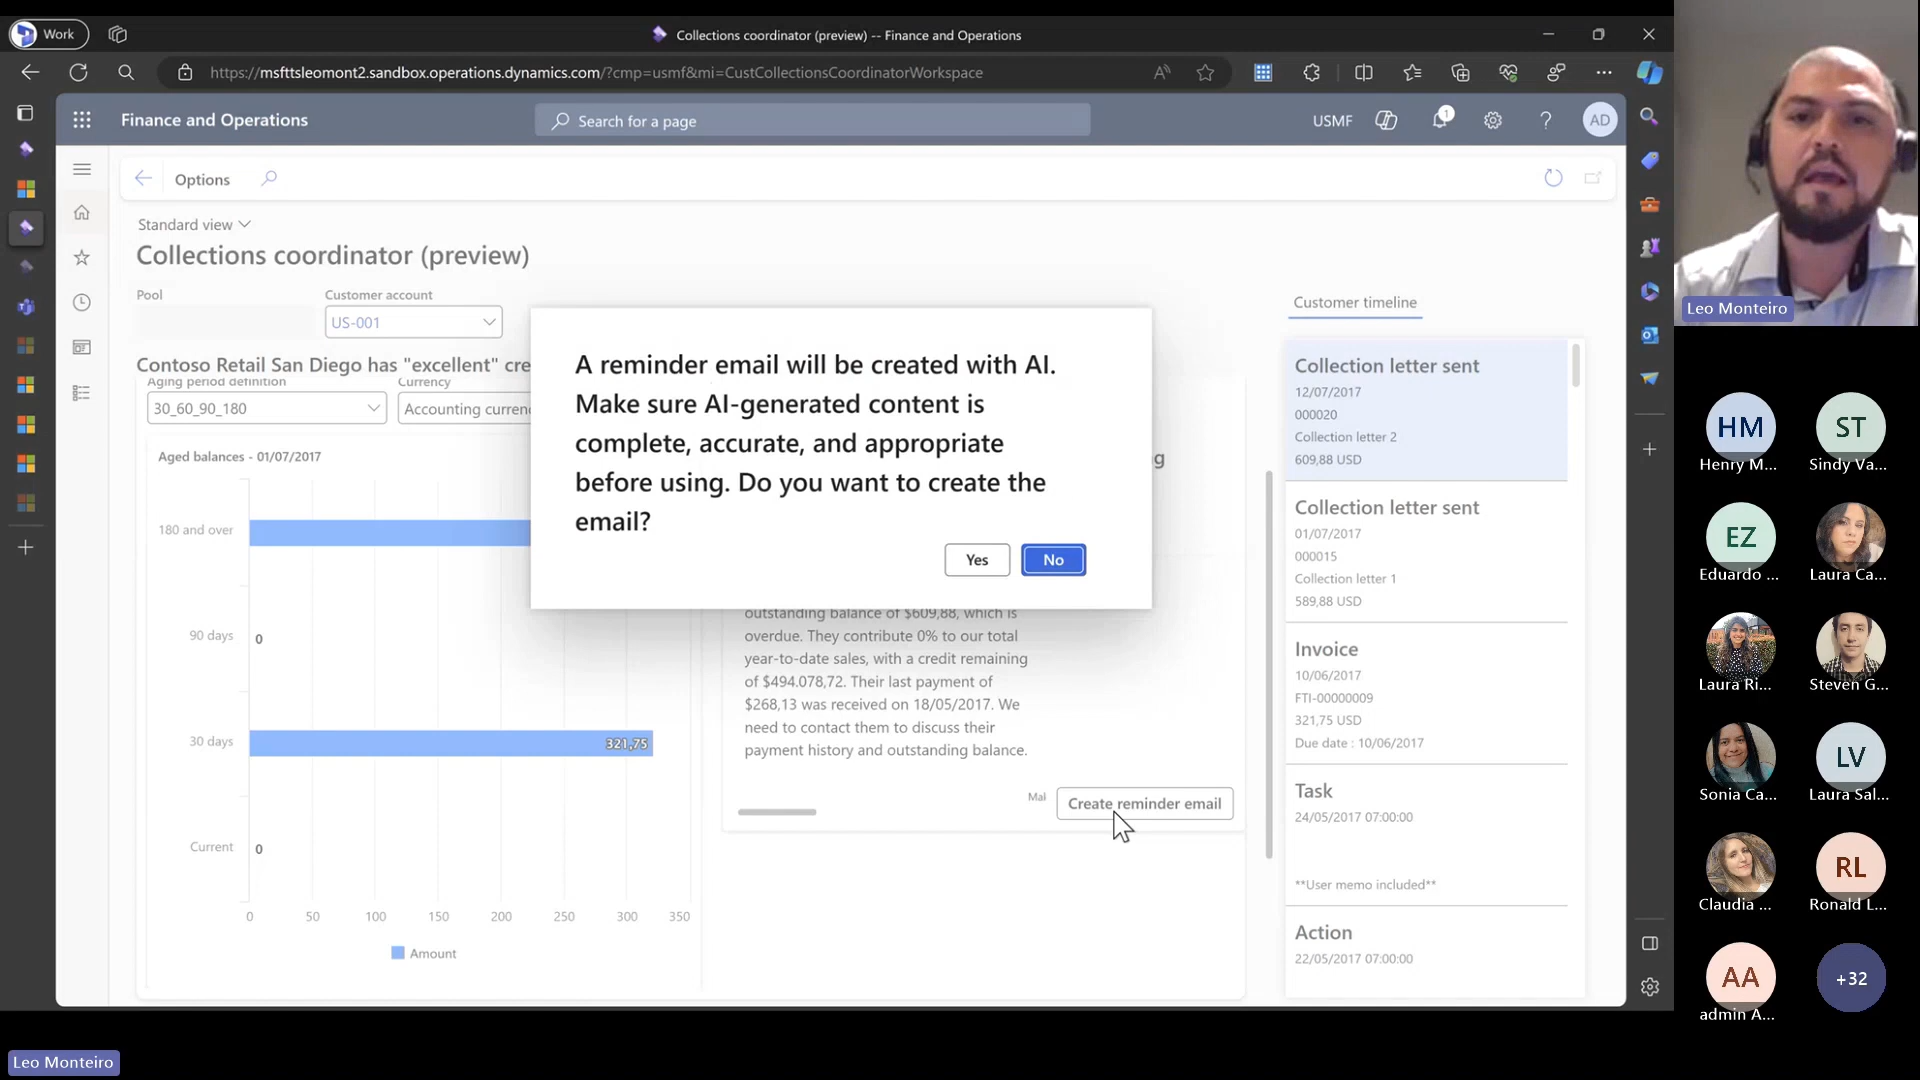 Work
Collections coordinator (preview) -- Finance and Operations
https://msfttsleomont2.sandbox.operations.dynamics.com/?cmp=usmf&mi=CustCollectionsCoordinatorWorkspace
Finance and Operations
Search for a page
USMF
1
?
AD
Options
Standard view
Collections coordinator (preview)
Pool
Customer account
US-001
Contoso Retail San Diego has "excellent" cre
Aging period definition
Currency
30_60_90_180
Accounting curren
Aged balances - 01/07/2017
180 and over
90 days
0
30 days
321,75
Current
0
0
50
100
150
200
250
300
350
Amount
A reminder email will be created with AI.
Make sure AI-generated content is
complete, accurate, and appropriate
before using. Do you want to create the
email?
Yes
No
g
outstanding balance of $609,88, which is
overdue. They contribute 0% to our total
year-to-date sales, with a credit remaining
of $494.078,72. Their last payment of
$268,13 was received on 18/05/2017. We
need to contact them to discuss their
payment history and outstanding balance.
Mal
Create reminder email
Customer timeline
Collection letter sent
12/07/2017
000020
Collection letter 2
609,88 USD
Collection letter sent
01/07/2017
000015
Collection letter 1
589,88 USD
Invoice
10/06/2017
FTI-00000009
321,75 USD
Due date : 10/06/2017
Task
24/05/2017 07:00:00
**User memo included**
Action
22/05/2017 07:00:00
Leo Monteiro
HM
Henry M...
ST
Sindy Va...
EZ
Eduardo ...
Laura Ca...
Laura Ri...
Steven G...
Sonia Ca...
LV
Laura Sal...
Claudia ...
RL
Ronald L...
AA
admin A...
+32
Leo Monteiro